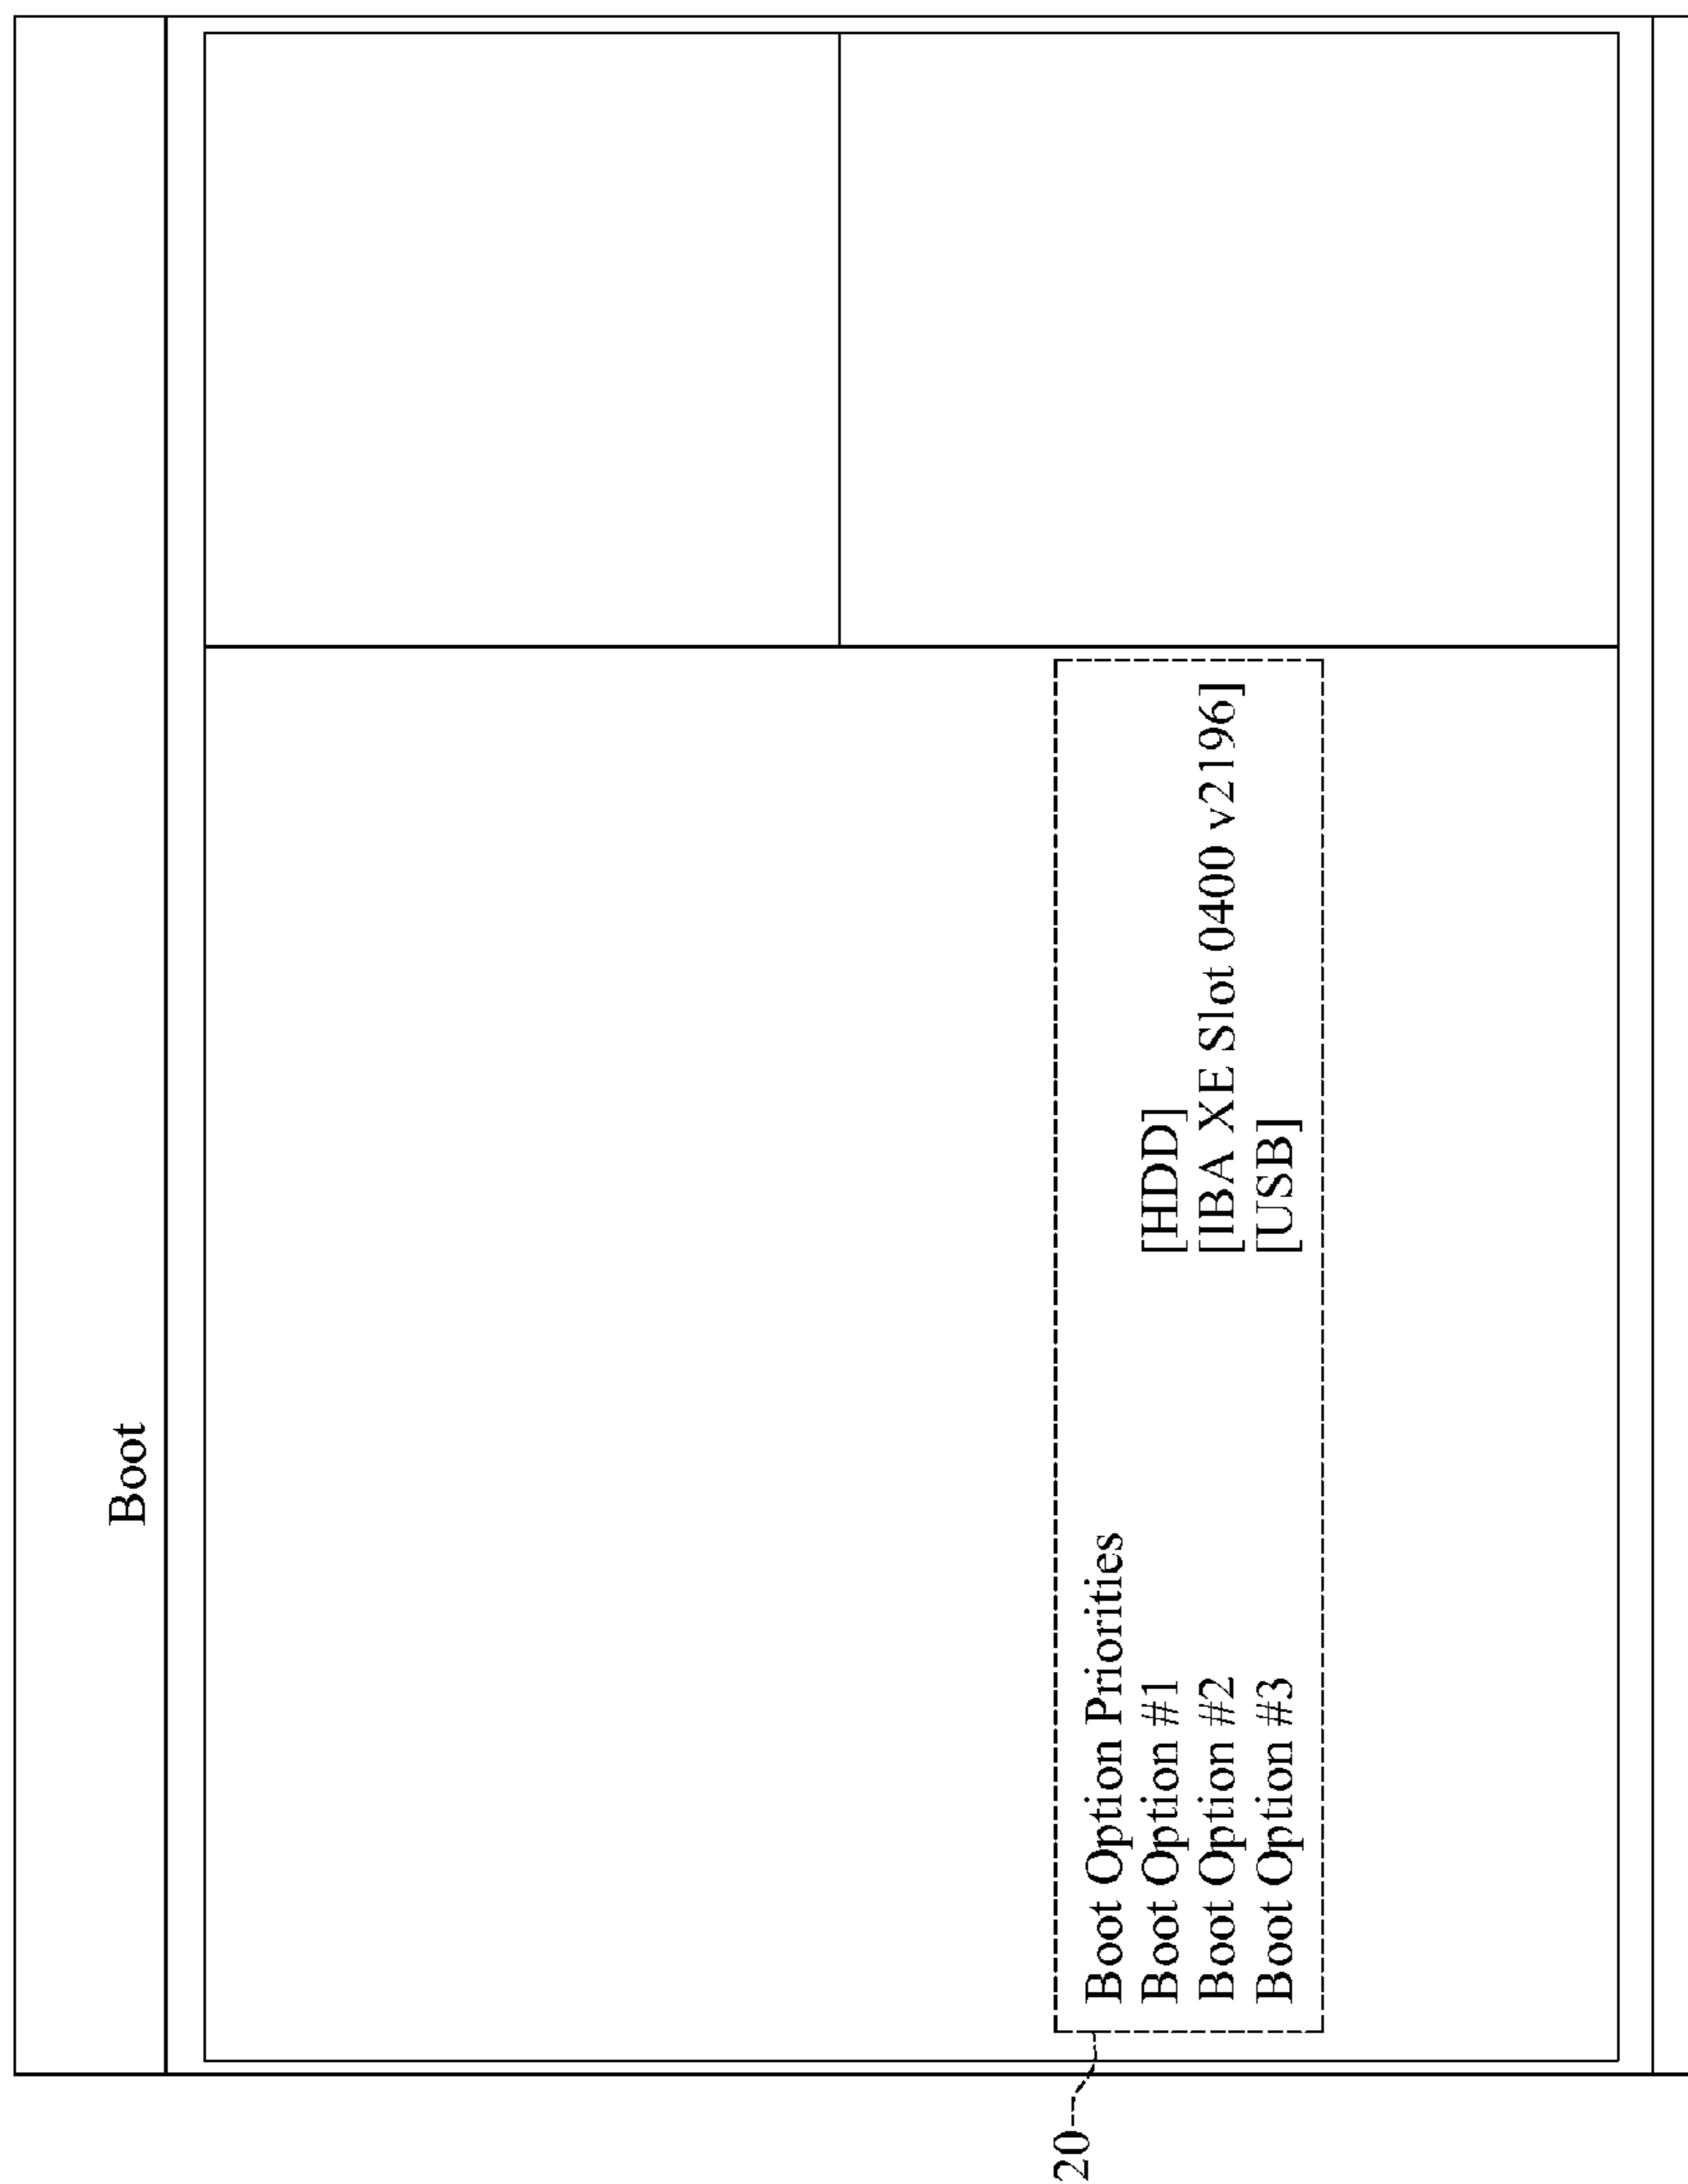 Boot
Boot Option Priorities
Boot Option #1 [HDD]
Boot Option #2 [IBA XE Slot 0400 v2196]
Boot Option #3 [USB]
20